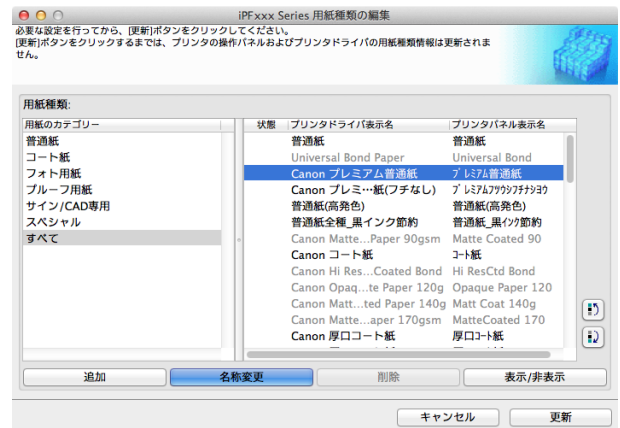 iPFxxx Series 用紙種類の編集
必要な設定を行ってから、[更新]ボタンをクリックしてください。
[更新]ボタンをクリックするまでは、プリンタの操作パネルおよびプリンタドライバの用紙種類情報は更新されま
せん。
用紙種類:
用紙のカテゴリー 状態 プリンタドライバ表示名 プリンタパネル表示名
普通紙 普通紙 普通紙
コート紙 Universal Bond Paper Universal Bond
フォト用紙 Canon プレミアム普通紙 プレミアム普通紙
プルーフ用紙 Canon プレミ…紙(フチなし) プレミアムフツウシフチナシヨウ
サイン/CAD専用 普通紙(高発色) 普通紙(高発色)
スペシャル 普通紙全種_黒インク節約 普通紙_黒インク節約
すべて Canon Matte...Paper 90gsm Matte Coated 90
Canon コート紙 コート紙
Canon Hi Res...Coated Bond Hi ResCtd Bond
Canon Opaq...te Paper 120g Opaque Paper 120
Canon Matt...ted Paper 140g Matt Coat 140g
Canon Matte...aper 170gsm MatteCoated 170
Canon 厚口コート紙 厚口コート紙
追加 名称変更 削除 表示/非表示
キャンセル 更新